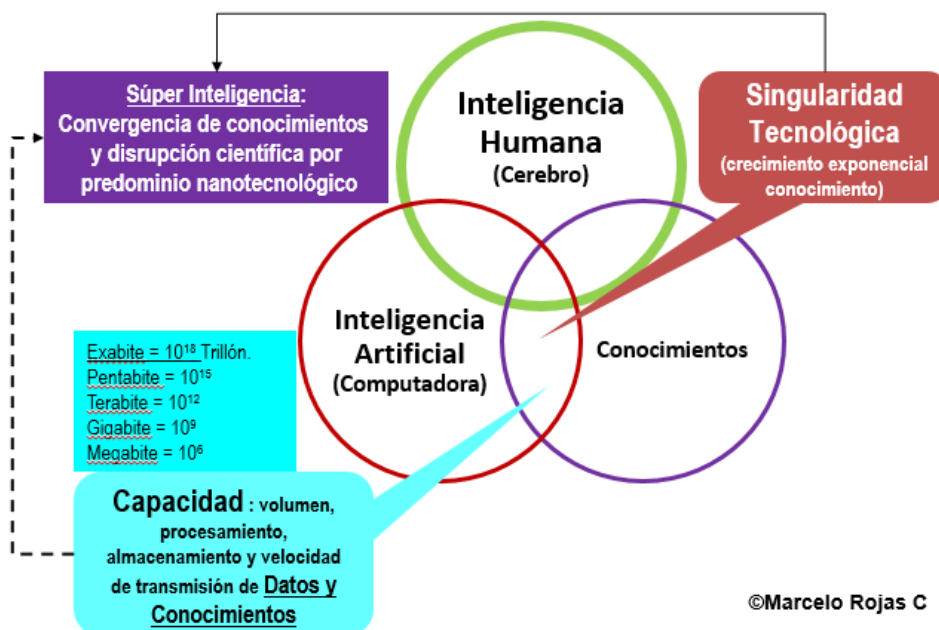 Súper Inteligencia:
Convergencia de conocimientos
y disrupción científica por
predominio nanotecnológico
Inteligencia
Humana
(Cerebro)
Singularidad
Tecnológica
(crecimiento exponencial
conocimiento)
Inteligencia
Artificial
(Computadora)
Conocimientos
Exabite = 10¹⁸ Trillón.
Pentabite = 10¹⁵
Terabite = 10¹²
Gigabite = 10⁹
Megabite = 10⁶
Capacidad : volumen,
procesamiento,
almacenamiento y velocidad
de transmisión de Datos y
Conocimientos
©Marcelo Rojas C